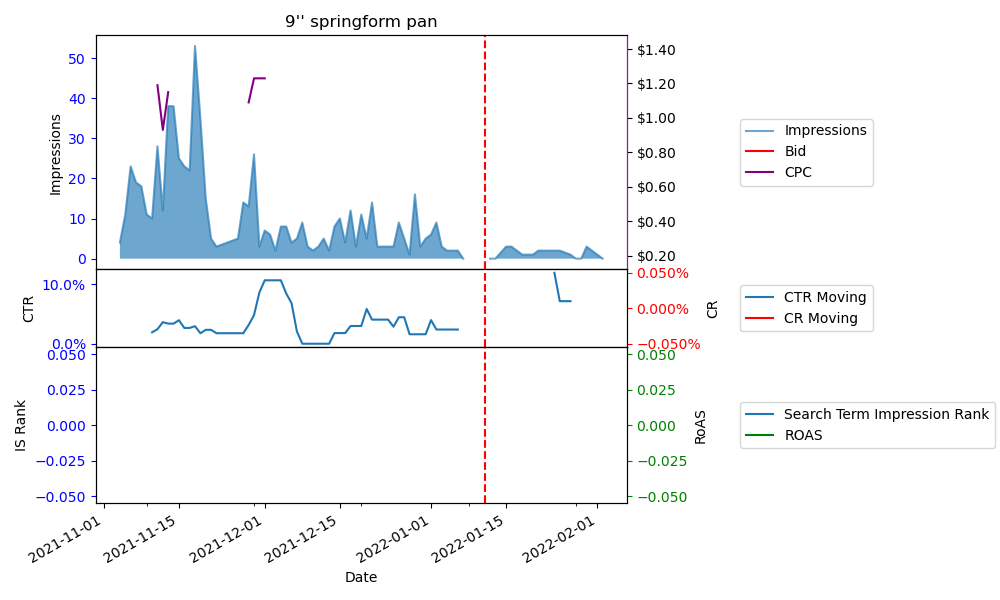 9'' springform pan
Impressions
50
40
30
20
10
0
$1.40
$1.20
$1.00
$0.80
$0.60
$0.40
$0.20
Impressions
Bid
CPC
CTR
10.0%
0.0%
0.050%
0.000%
−0.050%
CR
CTR Moving
CR Moving
IS Rank
0.050
0.025
0.000
−0.025
−0.050
0.050
0.025
0.000
−0.025
−0.050
RoAS
Search Term Impression Rank
ROAS
2021-11-01
2021-11-15
2021-12-01
2021-12-15
2022-01-01
2022-01-15
2022-02-01
Date